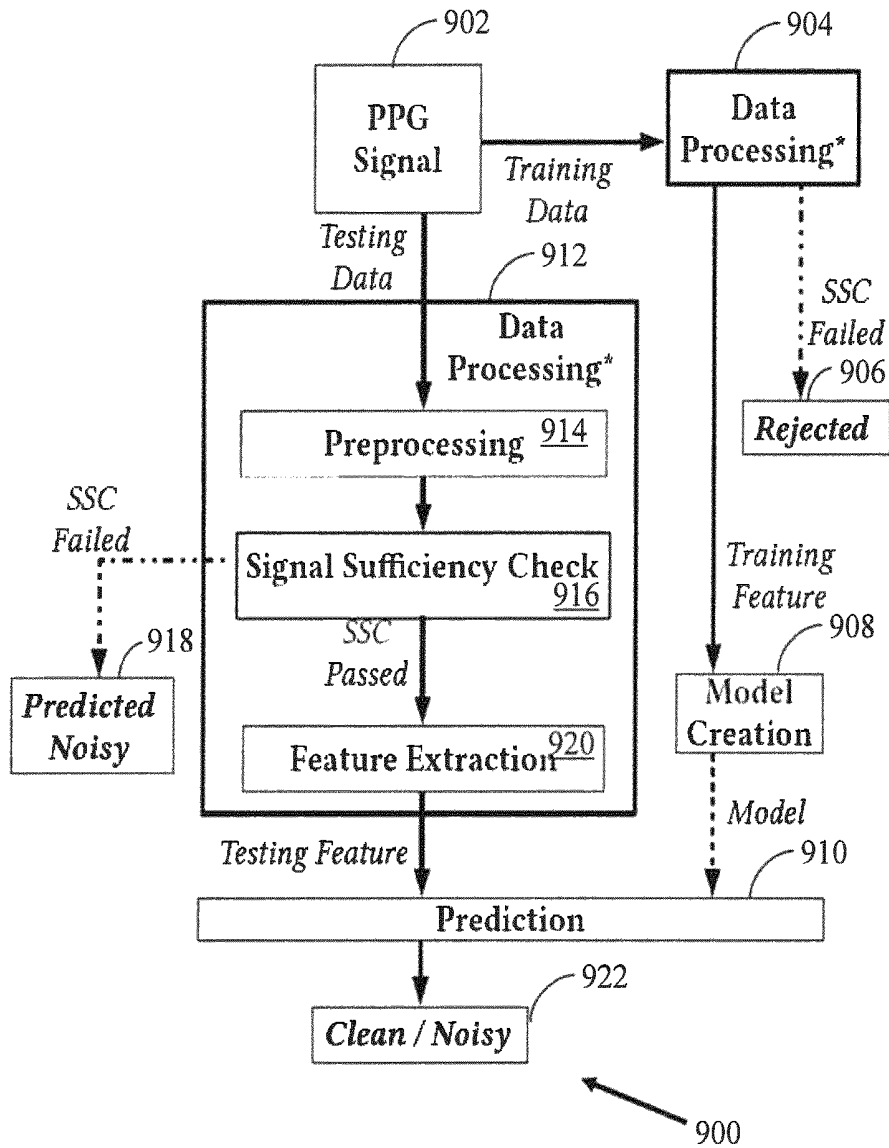 902
904
PPG
Signal
Data
Processing*
Training
Data
Testing
Data
912
Data
Processing*
SSC
Failed
906
Rejected
Preprocessing 914
SSC
Failed
Signal Sufficiency Check
916
Training
Feature
SSC
Passed
918
908
Predicted
Noisy
Model
Creation
Feature Extraction 920
Testing Feature
Model
910
Prediction
922
Clean / Noisy
900